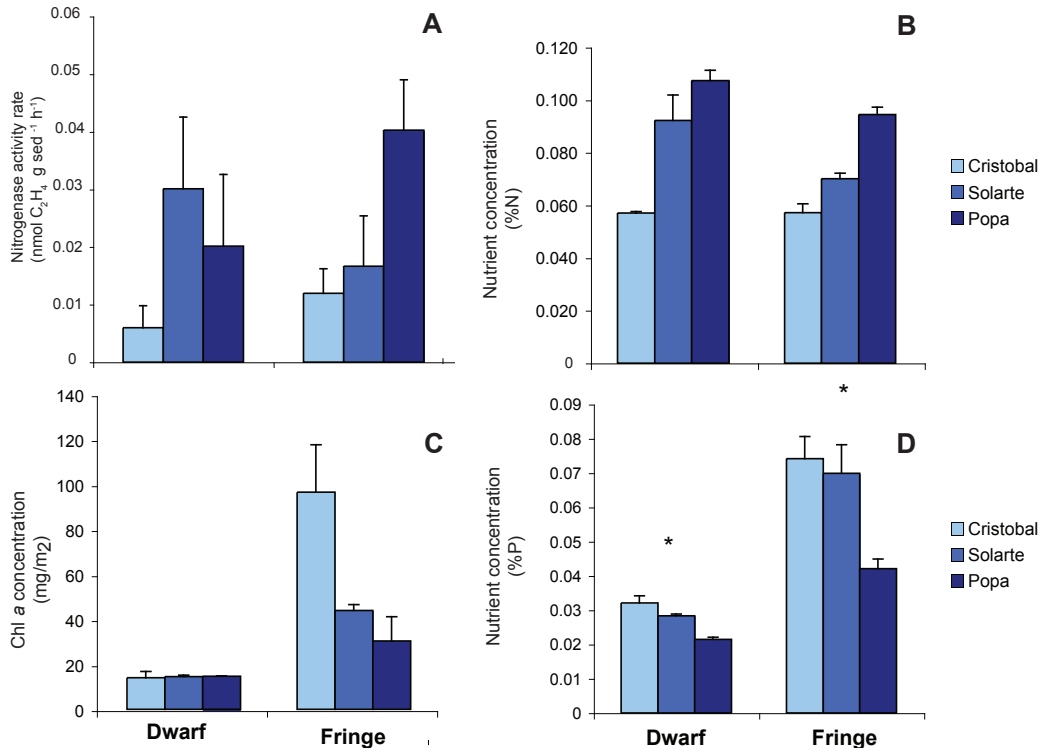 A
Nitrogenase activity rate
(nmol C₂H₄ g sed ⁻¹ h⁻¹)
0.06
0.05
0.04
0.03
0.02
0.01
0
B
Nutrient concentration
(%N)
0.120
0.100
0.080
0.060
0.040
0.020
0
Cristobal
Solarte
Popa
C
Chl a concentration
(mg/m2)
140
120
100
80
60
40
20
0
Dwarf
Fringe
D
Nutrient concentration
(%P)
0.09
0.08
0.07
0.06
0.05
0.04
0.03
0.02
0.01
0
*
*
Dwarf
Fringe
Cristobal
Solarte
Popa